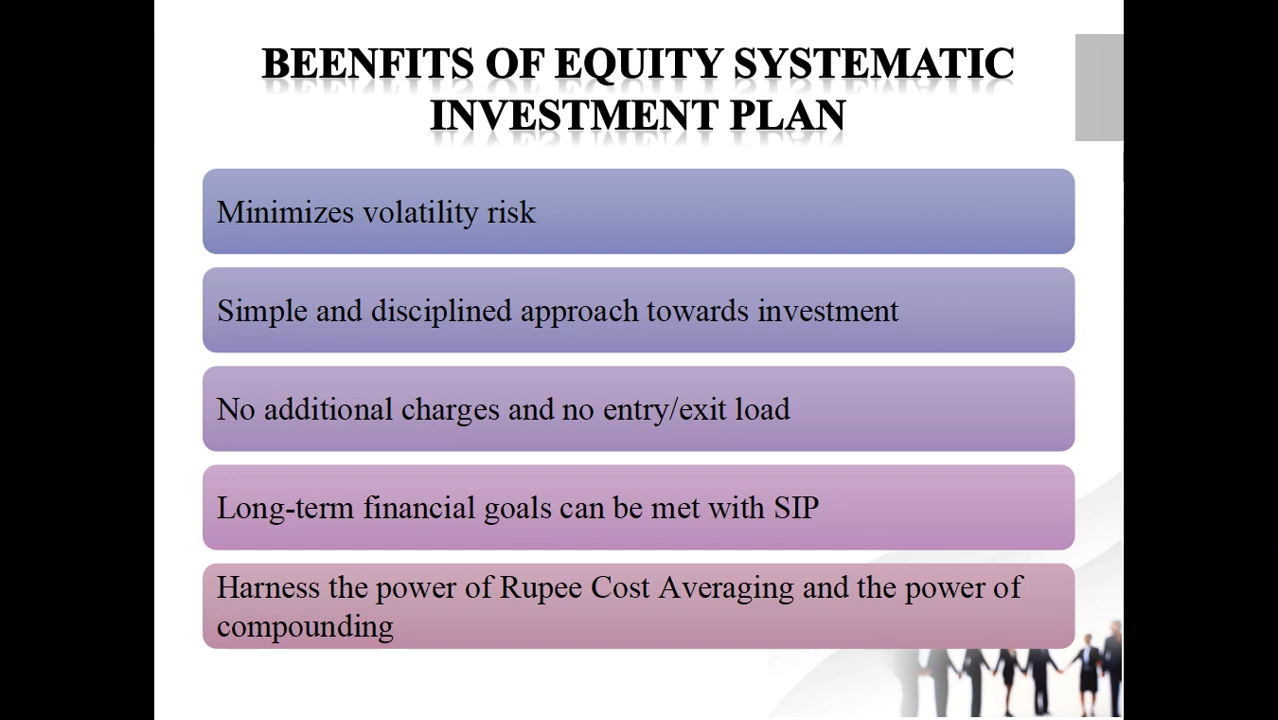 BEENFITS OF EQUITY SYSTEMATIC
INVESTMENT PLAN
Minimizes volatility risk
Simple and disciplined approach towards investment
No additional charges and no entry/exit load
Long-term financial goals can be met with SIP
Harness the power of Rupee Cost Averaging and the power of
compounding